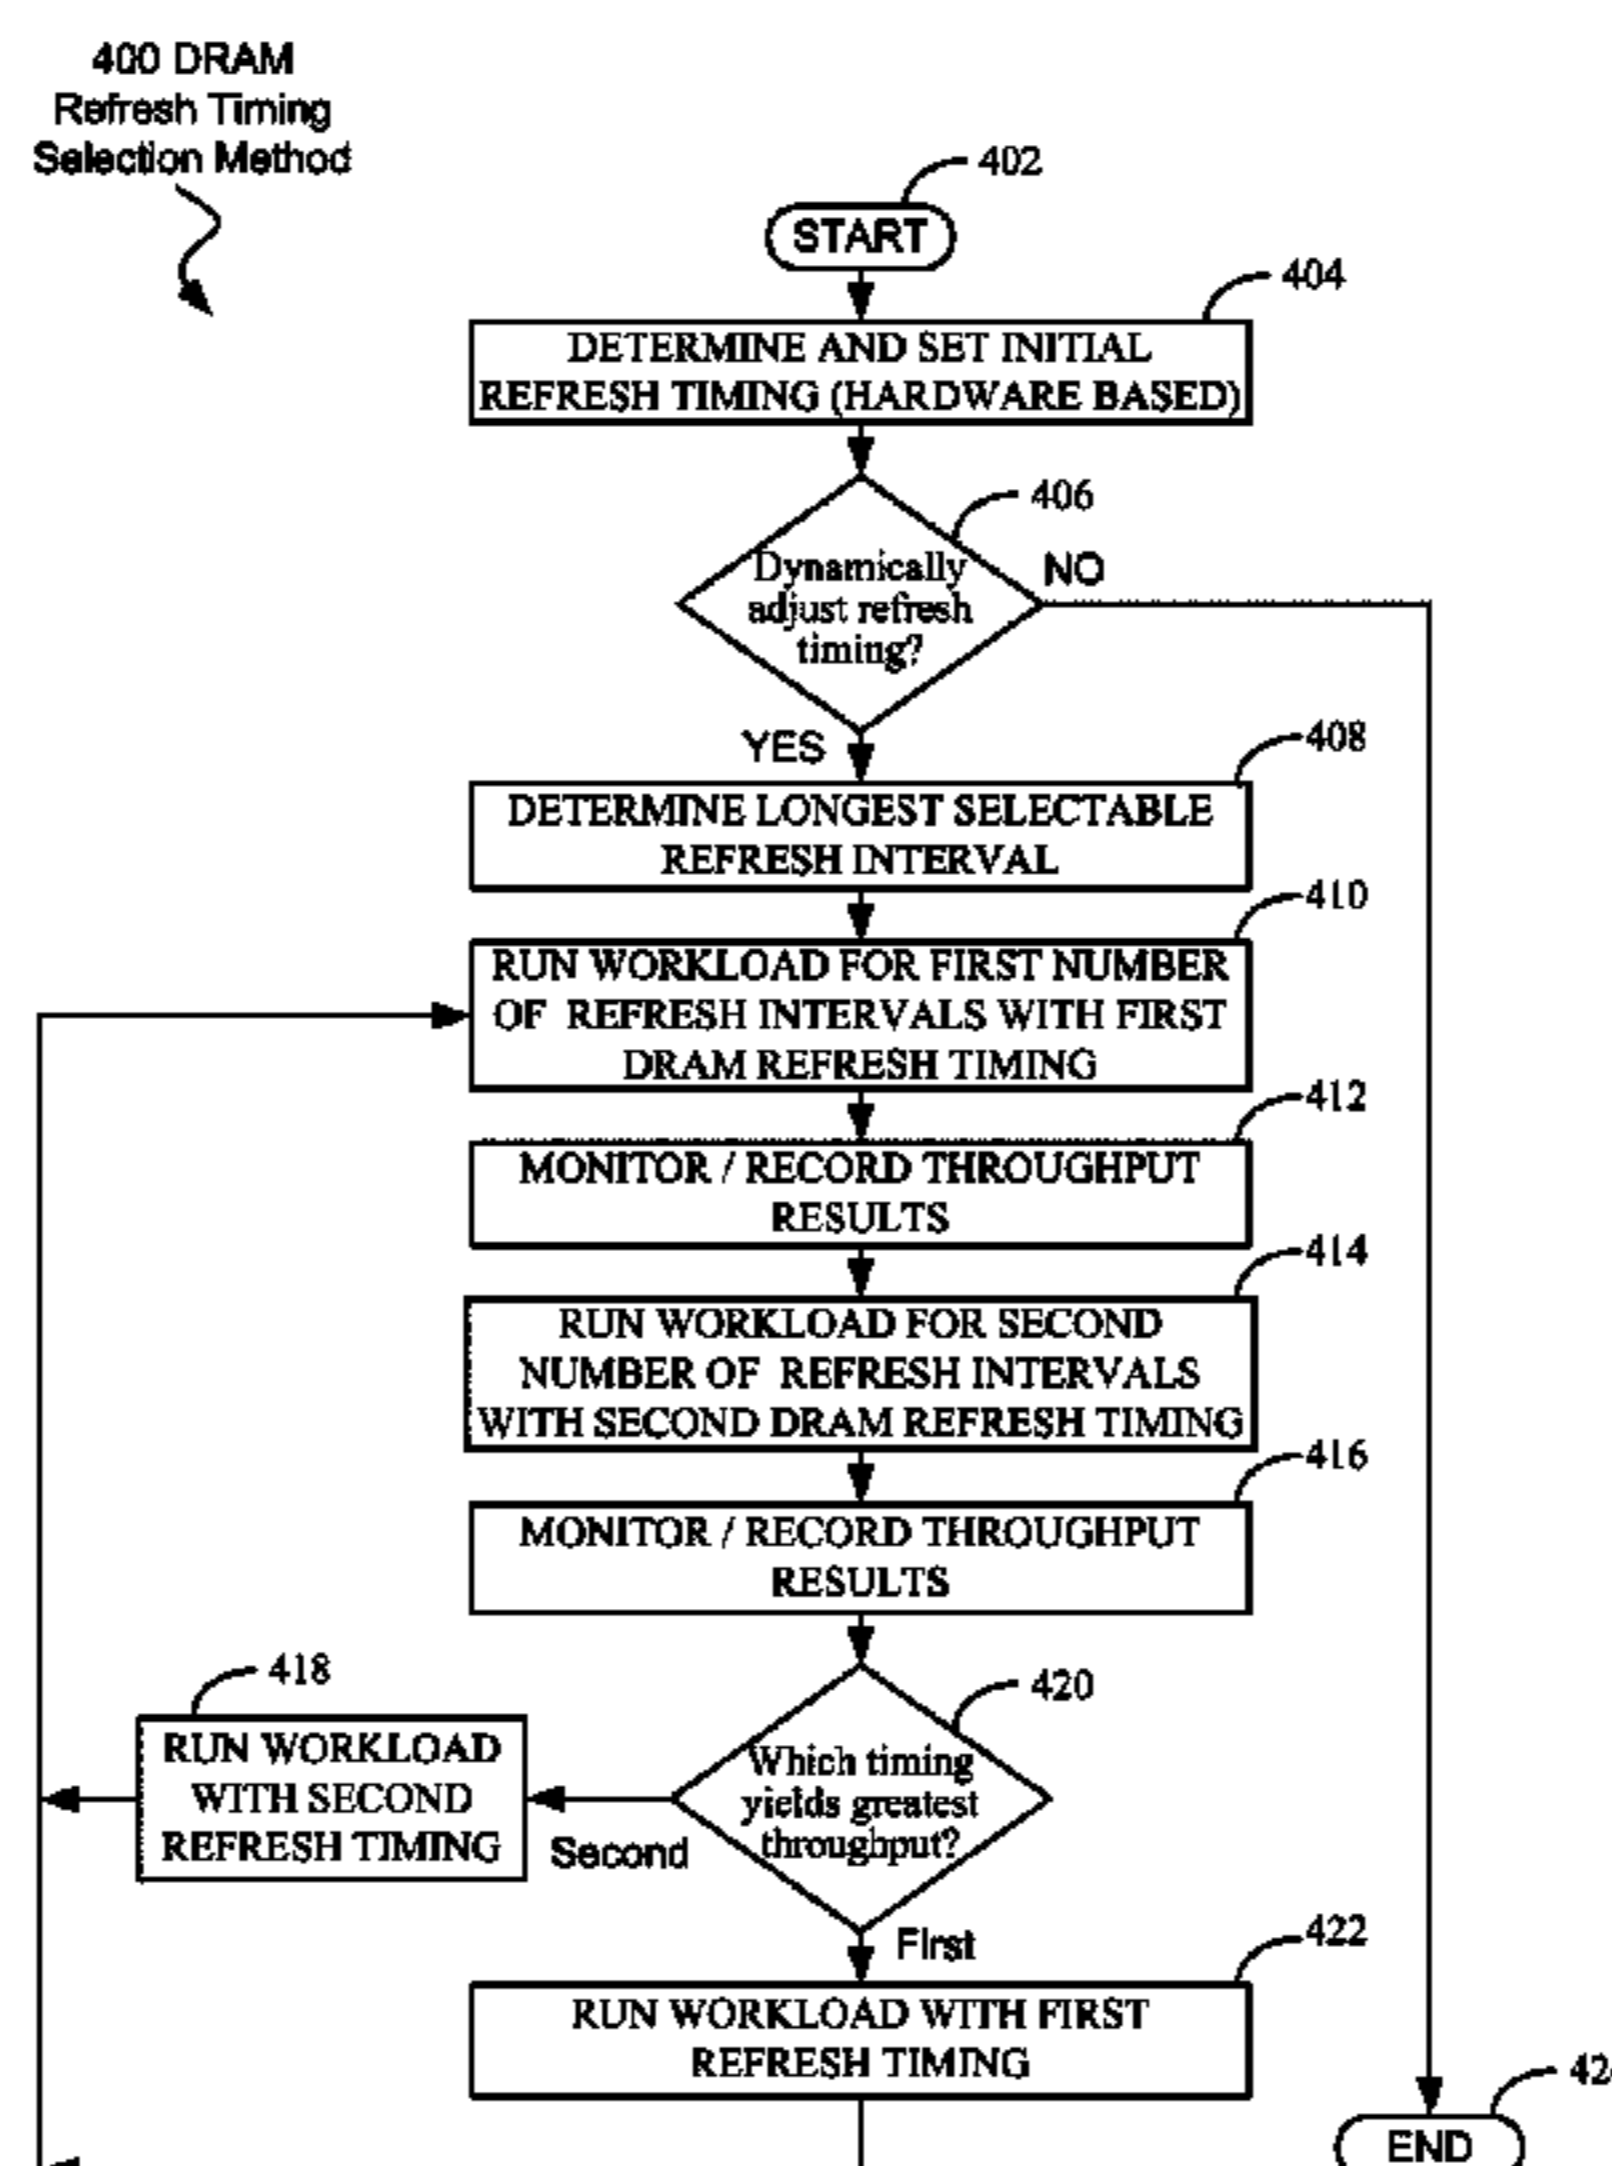 400 DRAM
Refresh Timing
Selection Method
402
START
404
DETERMINE AND SET INITIAL
REFRESH TIMING (HARDWARE BASED)
406
Dynamically
adjust refresh
timing?
NO
YES
408
DETERMINE LONGEST SELECTABLE
REFRESH INTERVAL
410
RUN WORKLOAD FOR FIRST NUMBER
OF REFRESH INTERVALS WITH FIRST
DRAM REFRESH TIMING
412
MONITOR / RECORD THROUGHPUT
RESULTS
414
RUN WORKLOAD FOR SECOND
NUMBER OF REFRESH INTERVALS
WITH SECOND DRAM REFRESH TIMING
416
MONITOR / RECORD THROUGHPUT
RESULTS
418
RUN WORKLOAD
WITH SECOND
REFRESH TIMING
420
Which timing
yields greatest
throughput?
Second
First
422
RUN WORKLOAD WITH FIRST
REFRESH TIMING
END